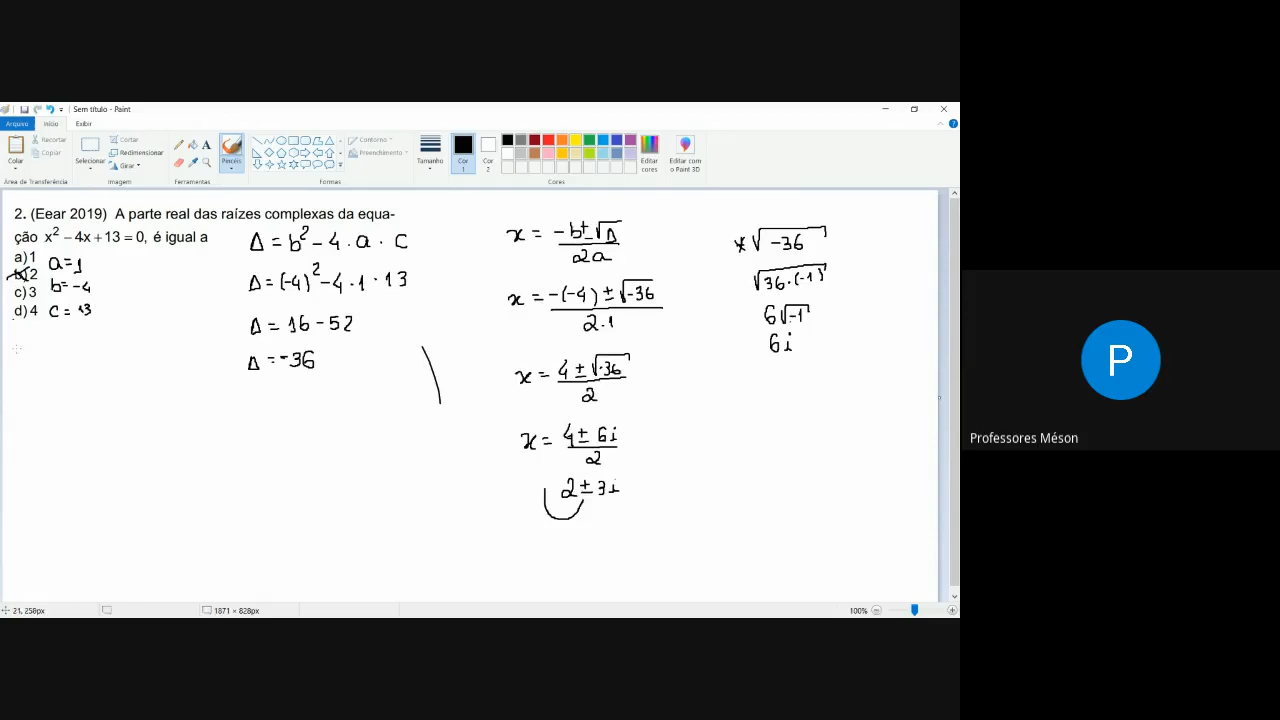 Sem título - Paint
Arquivo Início Exibir
Colar
Recortar
Copiar
Área de Transferência
Selecionar
Cortar
Redimensionar
Girar
Imagem
Ferramentas
Pincéis
Contorno
Preenchimento
Formas
Tamanho
Cor 1
Cor 2
Editar cores
Editar com o Paint 3D
Cores
2. (Eear 2019) A parte real das raízes complexas da equa-
ção x² − 4x + 13 = 0, é igual a
a) 1
b) 2
c) 3
d) 4
a = 1
b = -4
c = 13
Δ = b² - 4 . a . c
Δ = (-4)² - 4 . 1 . 13
Δ = 16 - 52
Δ = -36
x = (-b ± √Δ) / 2a
x = (-(-4) ± √-36) / 2.1
x = (4 ± √-36) / 2
x = (4 ± 6i) / 2
2 ± 3i
* √-36
√36.(-1)
6√-1
6i
21, 258px
1871 × 828px
100%
P
Professores Méson